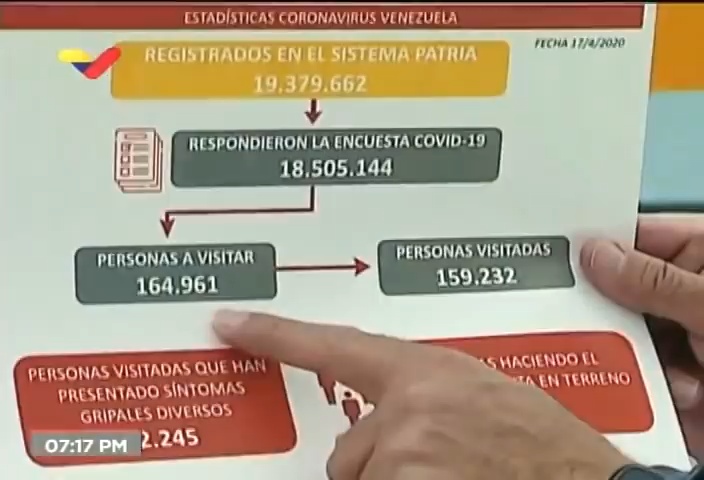 ESTADÍSTICAS CORONAVIRUS VENEZUELA
FECHA 17/4/2020
REGISTRADOS EN EL SISTEMA PATRIA
19.379.662
RESPONDIERON LA ENCUESTA COVID-19
18.505.144
PERSONAS A VISITAR
164.961
PERSONAS VISITADAS
159.232
PERSONAS VISITADAS QUE HAN
PRESENTADO SÍNTOMAS
GRIPALES DIVERSOS
2.245
HACIENDO EL
EN TERRENO
07:17 PM